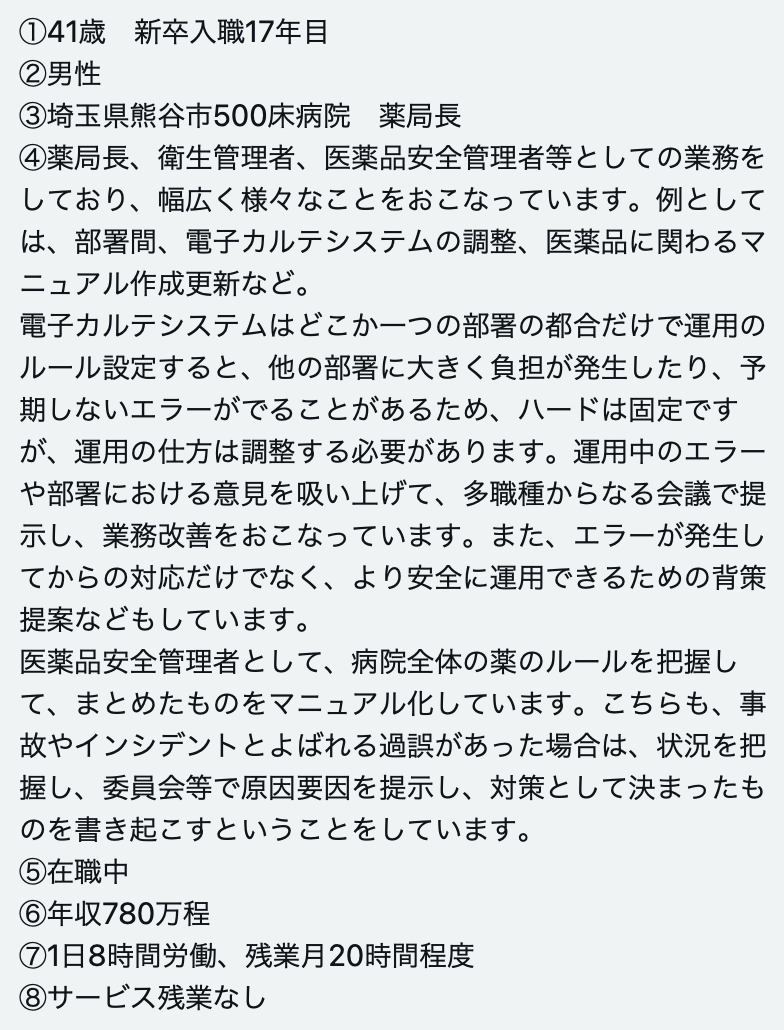 ①41歳　新卒入職17年目
②男性
③埼玉県熊谷市500床病院　薬局長
④薬局長、衛生管理者、医薬品安全管理者等としての業務を
しており、幅広く様々なことをおこなっています。例として
は、部署間、電子カルテシステムの調整、医薬品に関わるマ
ニュアル作成更新など。
電子カルテシステムはどこか一つの部署の都合だけで運用の
ルール設定すると、他の部署に大きく負担が発生したり、予
期しないエラーがでることがあるため、ハードは固定です
が、運用の仕方は調整する必要があります。運用中のエラー
や部署における意見を吸い上げて、多職種からなる会議で提
示し、業務改善をおこなっています。また、エラーが発生し
てからの対応だけでなく、より安全に運用できるための背策
提案などもしています。
医薬品安全管理者として、病院全体の薬のルールを把握し
て、まとめたものをマニュアル化しています。こちらも、事
故やインシデントとよばれる過誤があった場合は、状況を把
握し、委員会等で原因要因を提示し、対策として決まったも
のを書き起こすということをしています。
⑤在職中
⑥年収780万程
⑦1日8時間労働、残業月20時間程度
⑧サービス残業なし